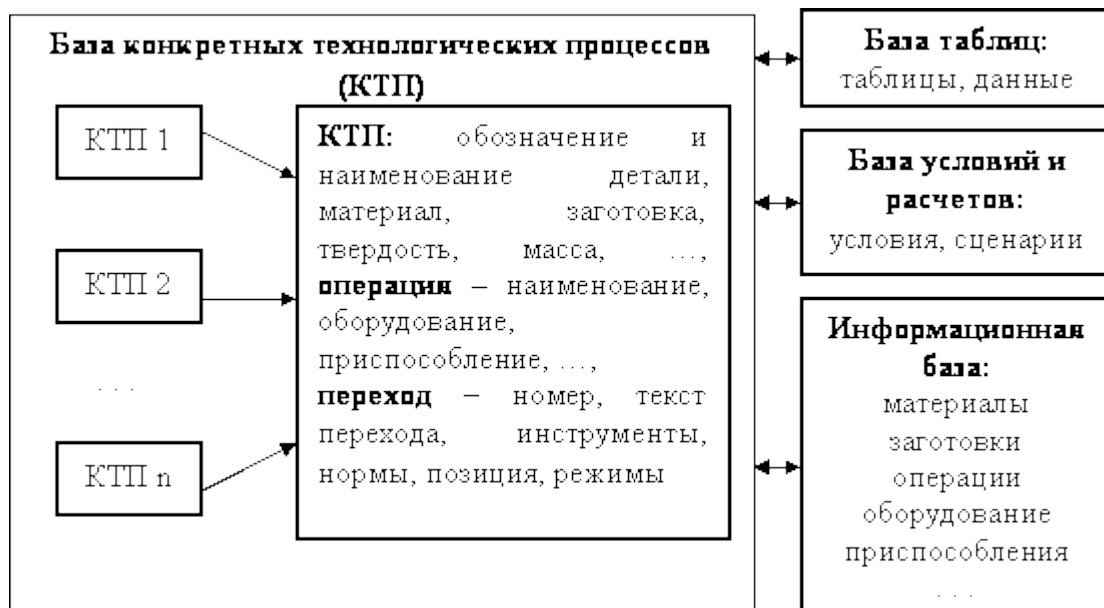 База конкретных технологических процессов
(КТП)
КТП 1
КТП 2
. . .
КТП n
КТП: обозначение и
наименование детали,
материал, заготовка,
твердость, масса, …,
операция – наименование,
оборудование,
приспособление, …,
переход – номер, текст
перехода, инструменты,
нормы, позиция, режимы
База таблиц:
таблицы, данные
База условий и
расчетов:
условия, сценарии
Информационная
база:
материалы
заготовки
операции
оборудование
приспособления
. . .